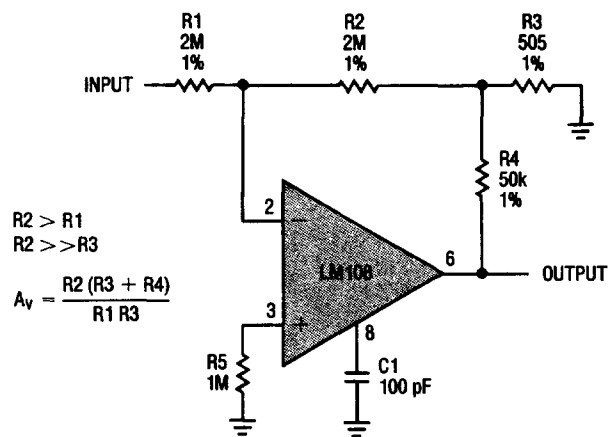 R1
2M
1%
R2
2M
1%
R3
505
1%
INPUT
R4
50k
1%
2
−
6
LM108
OUTPUT
R2 > R1
R2 >>R3
AV = R2 (R3 + R4)
R1 R3
3
+
8
R5
1M
C1
100 pF